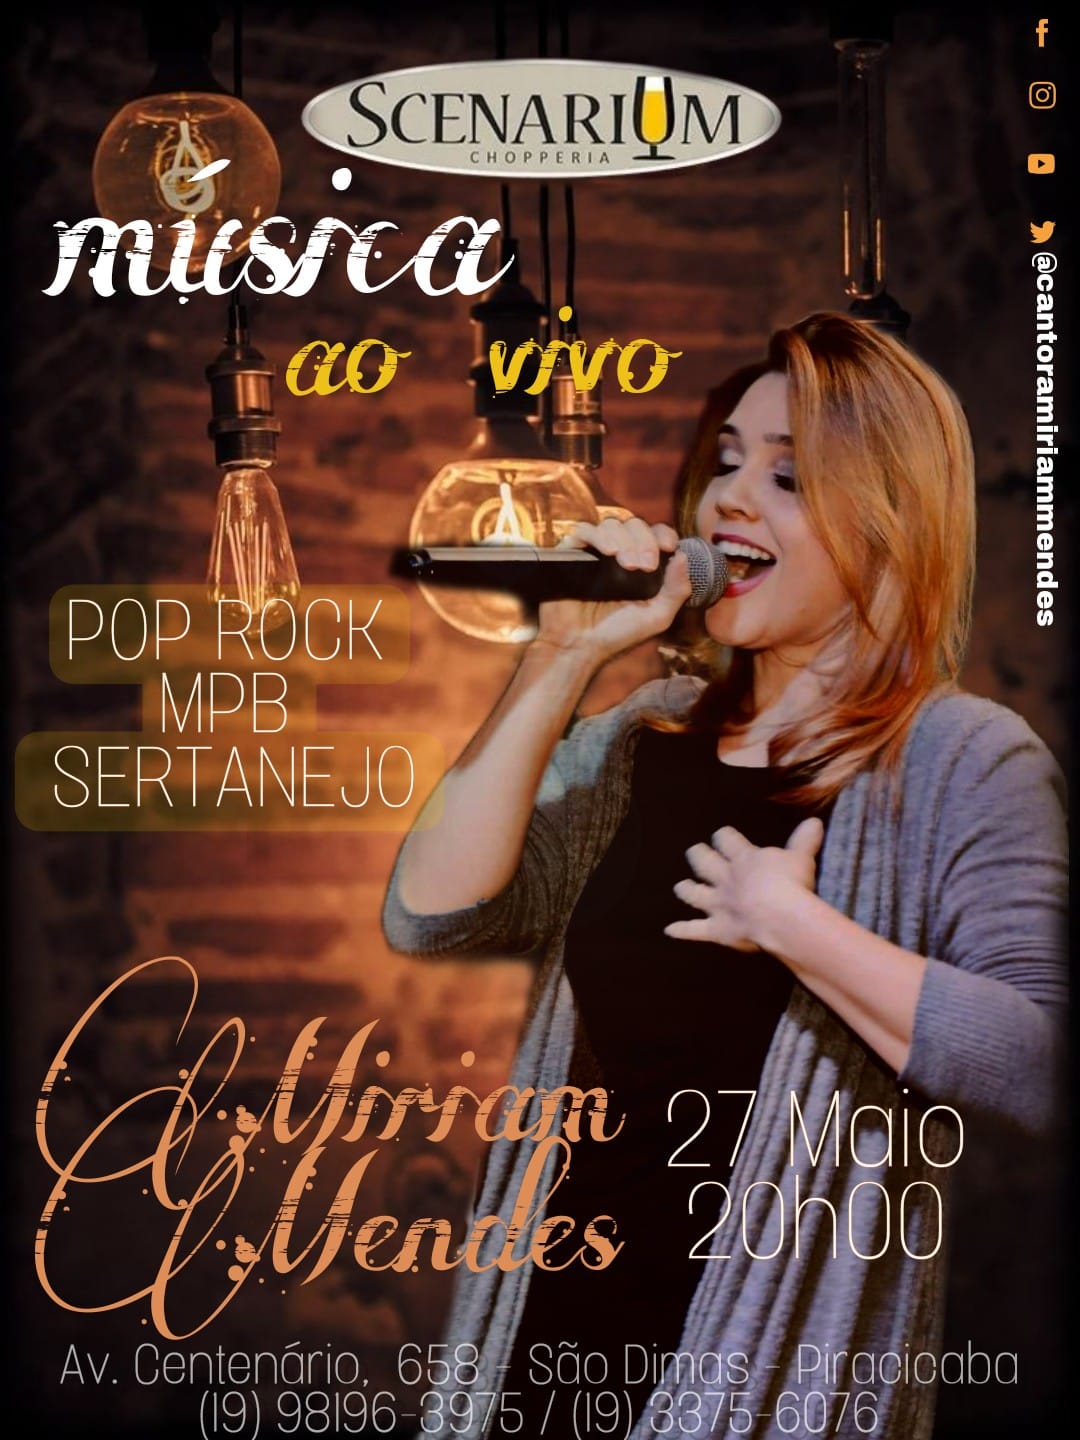 SCENARIUM
CHOPPERIA
música
ao vivo
@cantoramiriammendes
POP ROCK
MPB
SERTANEJO
Miriam
Mendes
27 Maio
20h00
Av. Centenário, 658 - São Dimas - Piracicaba
(19) 98196-3975 / (19) 3375-6076